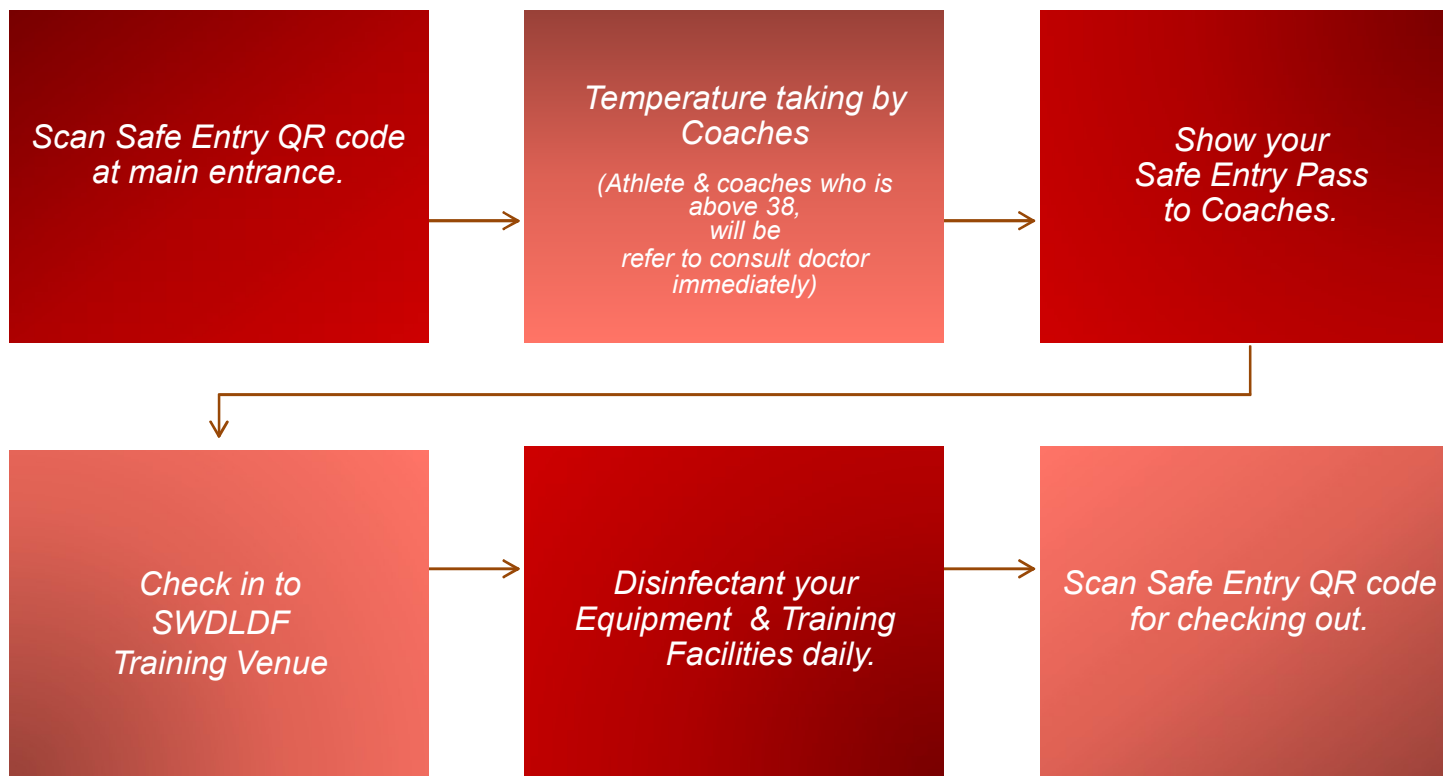 Scan Safe Entry QR code
at main entrance.
Temperature taking by
Coaches
(Athlete & coaches who is
above 38,
will be
refer to consult doctor
immediately)
Show your
Safe Entry Pass
to Coaches.
Check in to
SWDLDF
Training Venue
Disinfectant your
Equipment & Training
Facilities daily.
Scan Safe Entry QR code
for checking out.